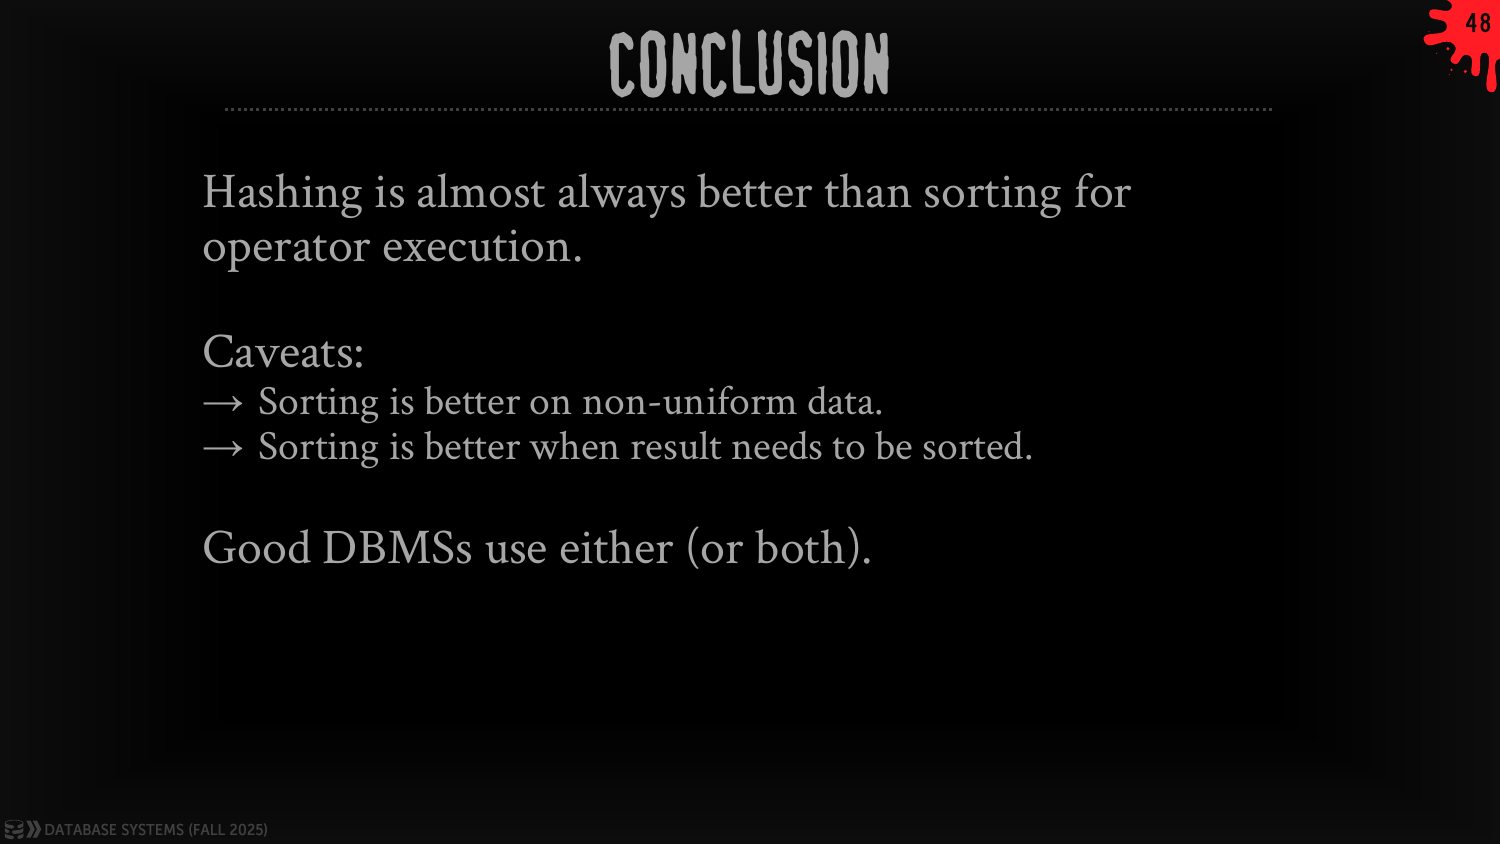 CONCLUSION
48
Hashing is almost always better than sorting for
operator execution.
Caveats:
→ Sorting is better on non-uniform data.
→ Sorting is better when result needs to be sorted.
Good DBMSs use either (or both).
DATABASE SYSTEMS (FALL 2025)